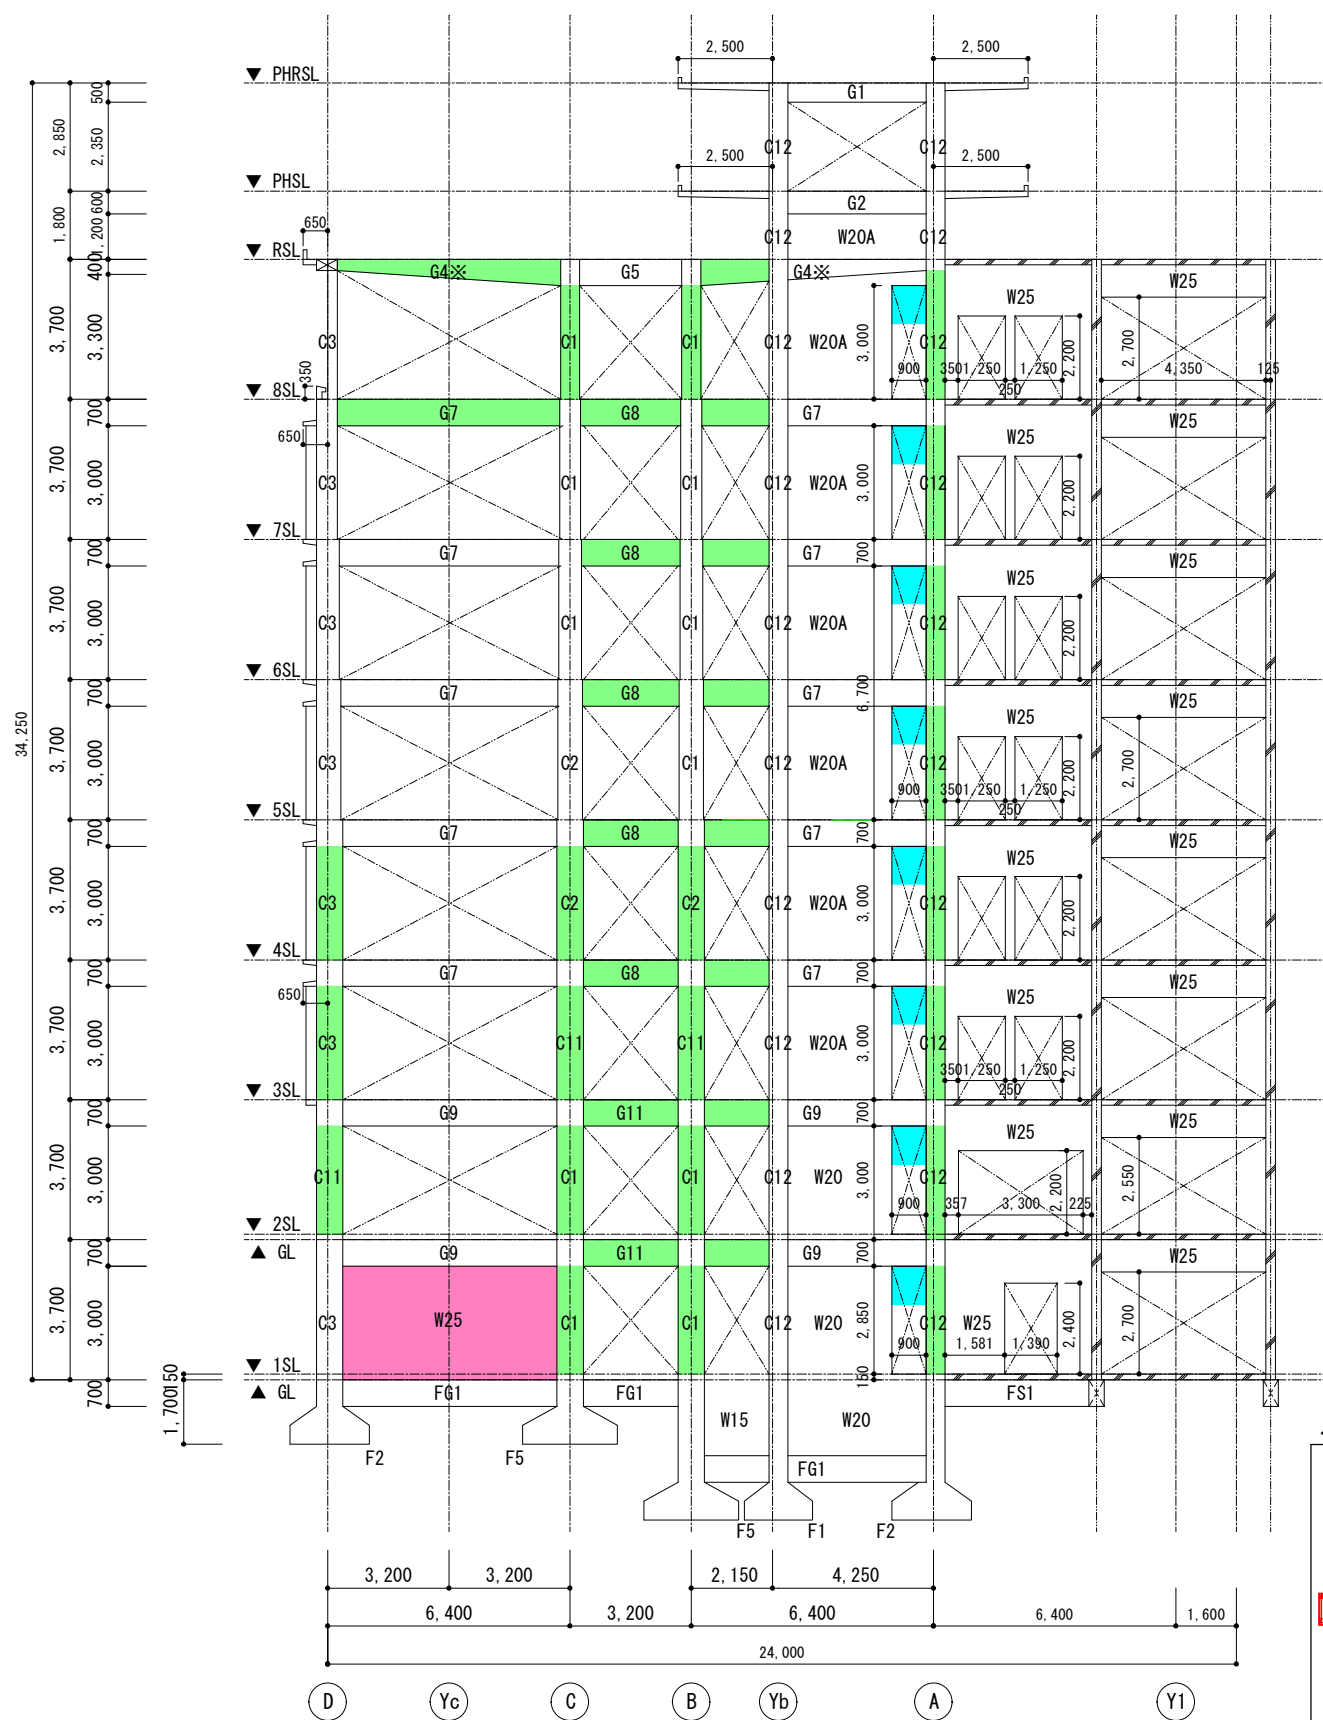 2,500 2,500
▼ PHRSL
500 G1
2,850 2,350 C12 C12
2,500 2,500
▼ PHSL
600 G2
1,800 1,200 650 C12 W20A C12
▼ RSL
400 G4※ G5 G4※ W25 W25
3,700 3,300 C3 C1 C1 C12 W20A 3,000 C12 2,200 2,700
350 900 350 1,250 1,250 4,350 125
250
▼ 8SL
700 G7 G8 G7 W25 W25
650
3,700 3,000 C3 C1 C1 C12 W20A 3,000 C12 2,200
▼ 7SL
700 G7 G8 G7 700 W25 W25
3,700 3,000 C3 C1 C1 C12 W20A C12 2,200
▼ 6SL
700 G7 G8 G7 6,700 W25 W25
34,250
3,700 3,000 C3 C2 C1 C12 W20A C12 2,200 2,700
900 350 1,250 1,250
250
▼ 5SL
700 G7 G8 G7 700 W25 W25
3,700 3,000 C3 C2 C2 C12 W20A 3,000 C12 2,200
▼ 4SL
700 G7 G8 G7 700 W25 W25
650
3,700 3,000 C3 C11 C11 C12 W20A 3,000 C12 2,200
350 1,250 1,250
250
▼ 3SL
700 G9 G11 G9 700 W25 W25
3,700 3,000 C11 C1 C1 C12 W20 3,000 C12 2,200 2,550
900 357 3,300 225
▼ 2SL
▲ GL
700 G9 G11 G9 700 W25
3,700 3,000 C3 W25 C1 C1 C12 W20 2,850 C12 W25 2,400 2,700
900 1,581 1,390
▼ 1SL
150 150
▲ GL
700 FG1 FG1 FS1
1,700 W15 W20
F2 F5 FG1
F5 F1 F2
3,200 3,200 2,150 4,250
6,400 3,200 6,400 6,400 1,600
24,000
D Yc C B Yb A Y1